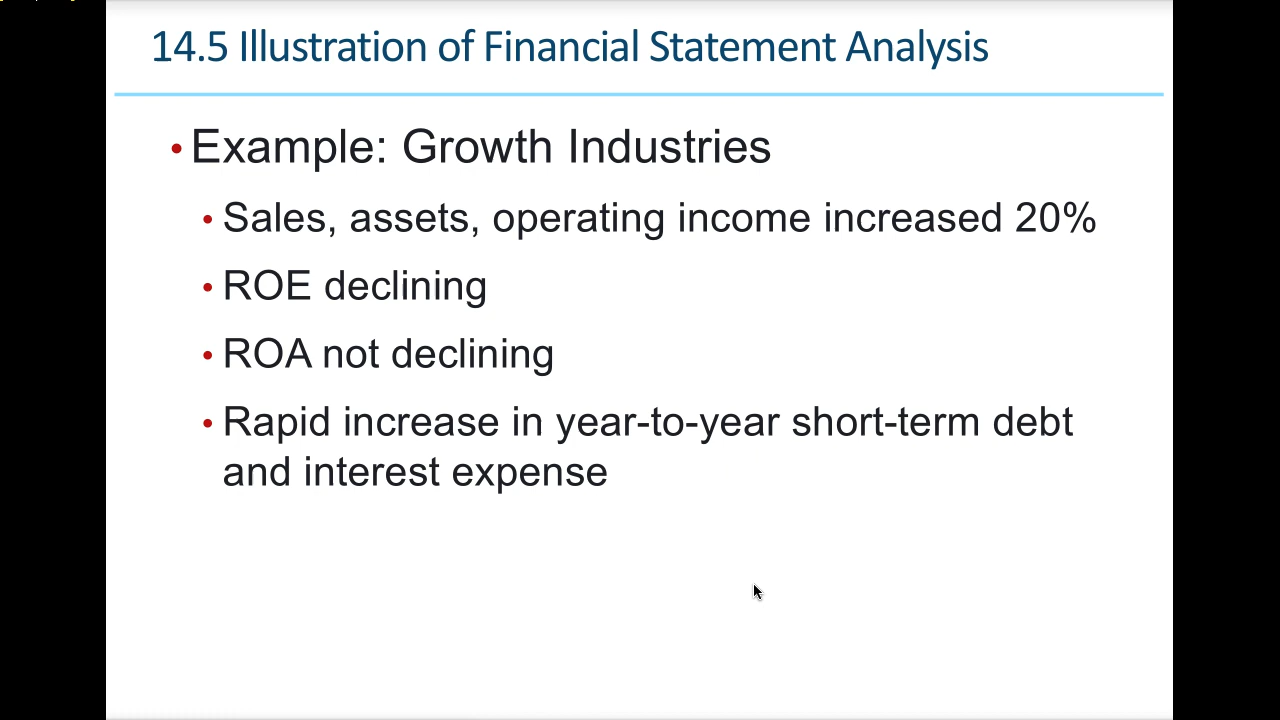 14.5 Illustration of Financial Statement Analysis
• Example: Growth Industries
• Sales, assets, operating income increased 20%
• ROE declining
• ROA not declining
• Rapid increase in year-to-year short-term debt
and interest expense